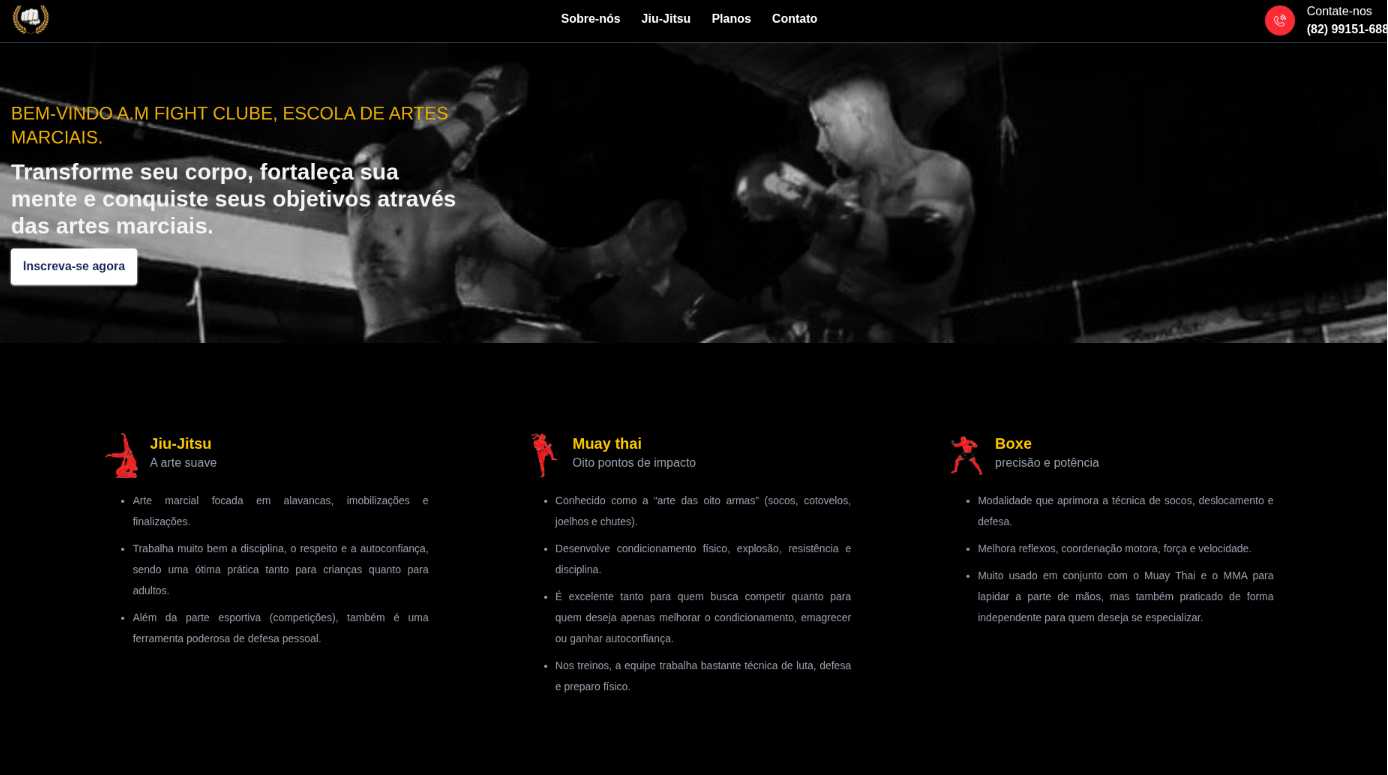 Sobre-nós Jiu-Jitsu Planos Contato
Contate-nos
(82) 99151-688
BEM-VINDO A.M FIGHT CLUBE, ESCOLA DE ARTES
MARCIAIS.
Transforme seu corpo, fortaleça sua
mente e conquiste seus objetivos através
das artes marciais.
Inscreva-se agora
Jiu-Jitsu
A arte suave
• Arte marcial focada em alavancas, imobilizações e
finalizações.
• Trabalha muito bem a disciplina, o respeito e a autoconfiança,
sendo uma ótima prática tanto para crianças quanto para
adultos.
• Além da parte esportiva (competições), também é uma
ferramenta poderosa de defesa pessoal.
Muay thai
Oito pontos de impacto
• Conhecido como a “arte das oito armas” (socos, cotovelos,
joelhos e chutes).
• Desenvolve condicionamento físico, explosão, resistência e
disciplina.
• É excelente tanto para quem busca competir quanto para
quem deseja apenas melhorar o condicionamento, emagrecer
ou ganhar autoconfiança.
• Nos treinos, a equipe trabalha bastante técnica de luta, defesa
e preparo físico.
Boxe
precisão e potência
• Modalidade que aprimora a técnica de socos, deslocamento e
defesa.
• Melhora reflexos, coordenação motora, força e velocidade.
• Muito usado em conjunto com o Muay Thai e o MMA para
lapidar a parte de mãos, mas também praticado de forma
independente para quem deseja se especializar.